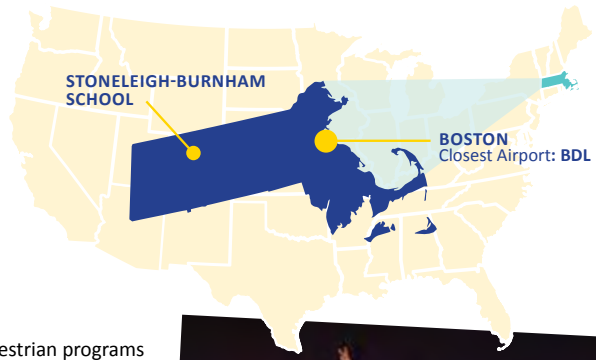 STONELEIGH-BURNHAM
SCHOOL
BOSTON
Closest Airport: BDL
estrian programs